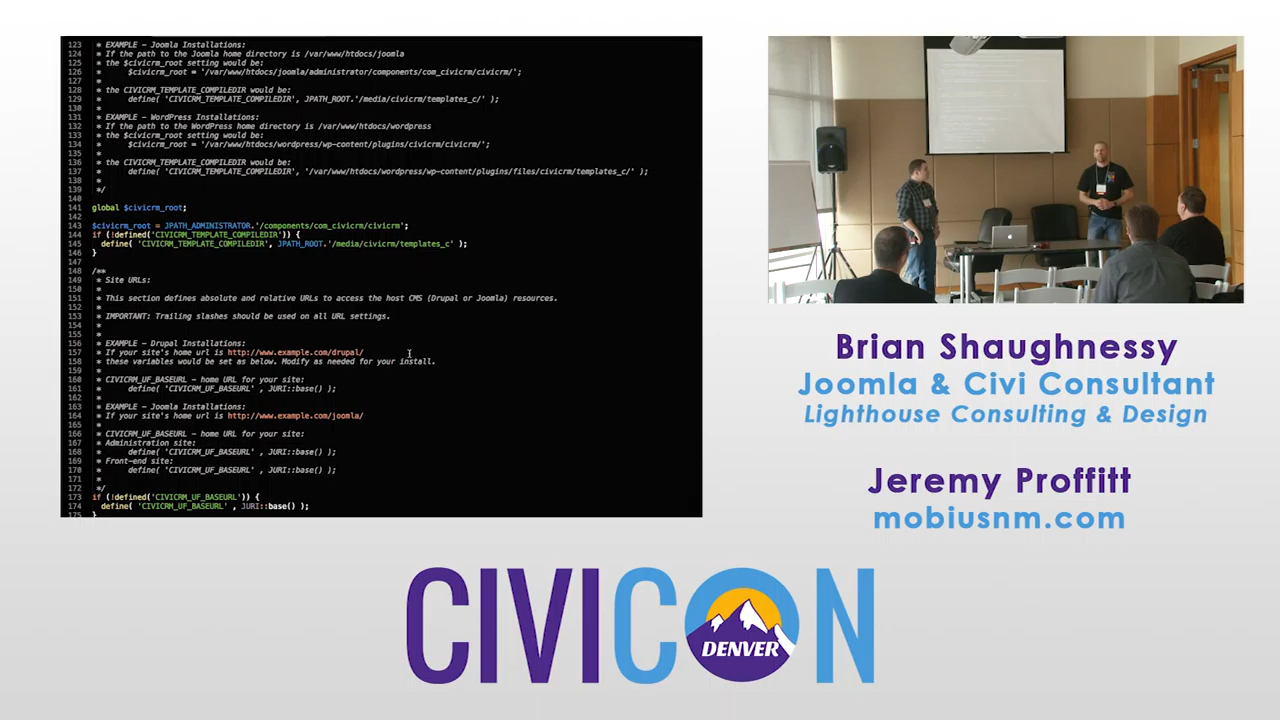 123 * EXAMPLE - Joomla Installations:
124 * If the path to the Joomla home directory is /var/www/htdocs/joomla
125 * the $civicrm_root setting would be:
126 * $civicrm_root = '/var/www/htdocs/joomla/administrator/components/com_civicrm/civicrm/';
127 *
128 * the CIVICRM_TEMPLATE_COMPILEDIR would be:
129 * define( 'CIVICRM_TEMPLATE_COMPILEDIR', JPATH_ROOT.'/media/civicrm/templates_c/' );
130 *
131 * EXAMPLE - WordPress Installations:
132 * If the path to the WordPress home directory is /var/www/htdocs/wordpress
133 * the $civicrm_root setting would be:
134 * $civicrm_root = '/var/www/htdocs/wordpress/wp-content/plugins/civicrm/civicrm/';
135 *
136 * the CIVICRM_TEMPLATE_COMPILEDIR would be:
137 * define( 'CIVICRM_TEMPLATE_COMPILEDIR', '/var/www/htdocs/wordpress/wp-content/plugins/files/civicrm/templates_c/' );
138 *
139 */
140
141 global $civicrm_root;
142
143 $civicrm_root = JPATH_ADMINISTRATOR.'/components/com_civicrm/civicrm';
144 if (!defined('CIVICRM_TEMPLATE_COMPILEDIR')) {
145 define( 'CIVICRM_TEMPLATE_COMPILEDIR', JPATH_ROOT.'/media/civicrm/templates_c' );
146 }
147
148 /**
149 * Site URLs:
150 *
151 * This section defines absolute and relative URLs to access the host CMS (Drupal or Joomla) resources.
152 *
153 * IMPORTANT: Trailing slashes should be used on all URL settings.
154 *
155 *
156 * EXAMPLE - Drupal Installations:
157 * If your site's home url is http://www.example.com/drupal/
158 * these variables would be set as below. Modify as needed for your install.
159 *
160 * CIVICRM_UF_BASEURL - home URL for your site:
161 * define( 'CIVICRM_UF_BASEURL' , JURI::base() );
162 *
163 * EXAMPLE - Joomla Installations:
164 * If your site's home url is http://www.example.com/joomla/
165 *
166 * CIVICRM_UF_BASEURL - home URL for your site:
167 * Administration site:
168 * define( 'CIVICRM_UF_BASEURL' , JURI::base() );
169 * Front-end site:
170 * define( 'CIVICRM_UF_BASEURL' , JURI::base() );
171 *
172 */
173 if (!defined('CIVICRM_UF_BASEURL')) {
174 define( 'CIVICRM_UF_BASEURL' , JURI::base() );
175 }
Brian Shaughnessy
Joomla & Civi Consultant
Lighthouse Consulting & Design
Jeremy Proffitt
mobiusnm.com
CIVICON
DENVER